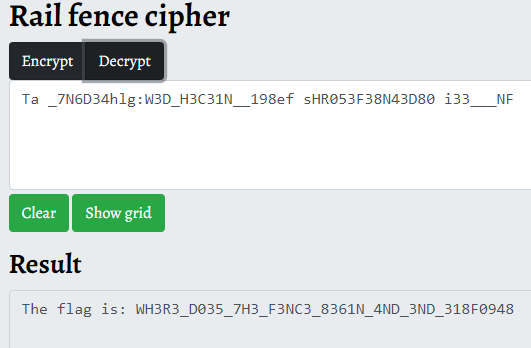 Rail fence cipher
Encrypt Decrypt
Ta _7N6D34hlg:W3D_H3C31N__198ef sHR053F38N43D80 i33___NF
Clear Show grid
Result
The flag is: WH3R3_D035_7H3_F3NC3_8361N_4ND_3ND_318F0948